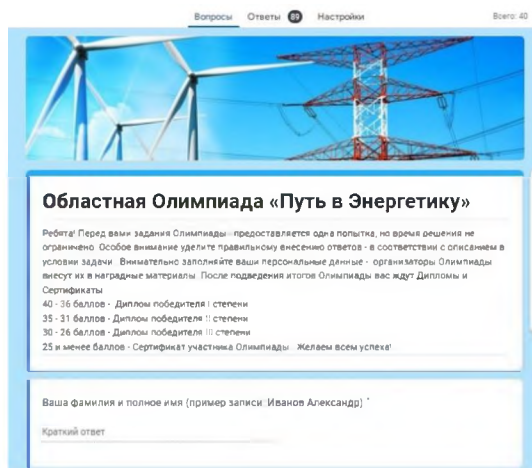 Вопросы Ответы 89 Настройки Всего: 40
Областная Олимпиада «Путь в Энергетику»
Ребята! Перед вами задания Олимпиады - предоставляется одна попытка, но время решения не
ограничено. Особое внимание уделите правильному внесению ответов - в соответствии с описанием в
условии задачи. Внимательно заполняйте ваши персональные данные - организаторы Олимпиады
внесут их в наградные материалы. После подведения итогов Олимпиады вас ждут Дипломы и
Сертификаты
40 - 36 баллов - Диплом победителя I степени
35 - 31 баллов - Диплом победителя II степени
30 - 26 баллов - Диплом победителя III степени
25 и менее баллов - Сертификат участника Олимпиады. Желаем всем успеха!
Ваша фамилия и полное имя (пример записи: Иванов Александр) *
Краткий ответ